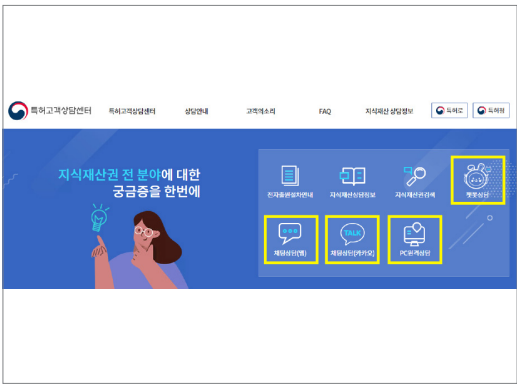 특허고객상담센터
특허고객상담센터 상담안내 고객의소리 FAQ 지식재산 상담정보 특허로 특허청
지식재산권 전 분야에 대한
궁금증을 한번에
전자출원절차안내 지식재산상담정보 지식재산권검색 챗봇상담
채팅상담(웹) TALK 채팅상담(카카오) PC원격상담